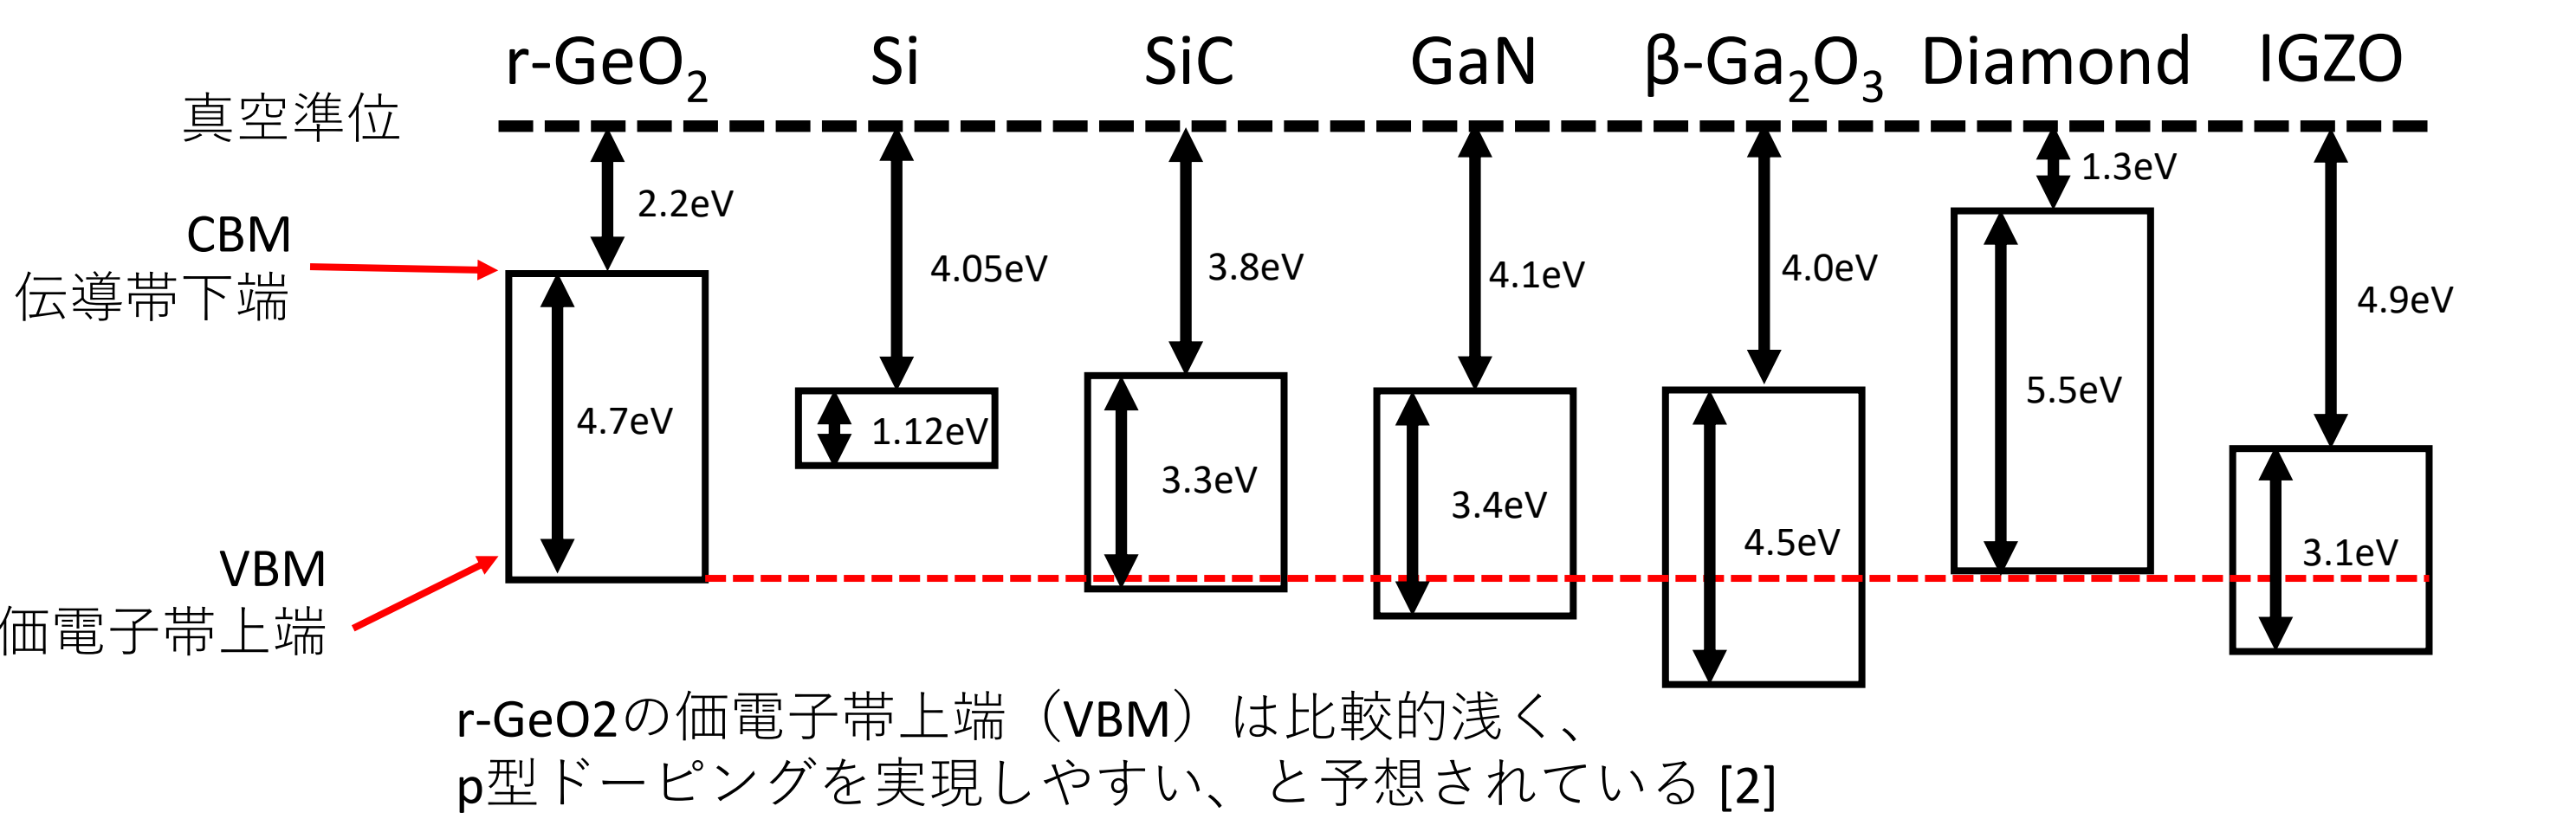 r-GeO₂ Si SiC GaN β-Ga₂O₃ Diamond IGZO
真空準位
1.3eV
2.2eV
CBM
伝導帯下端
4.05eV
3.8eV
4.1eV
4.0eV
4.9eV
4.7eV
1.12eV
3.3eV
3.4eV
4.5eV
5.5eV
3.1eV
VBM
価電子帯上端
r-GeO2の価電子帯上端（VBM）は比較的浅く、
p型ドーピングを実現しやすい、と予想されている [2]